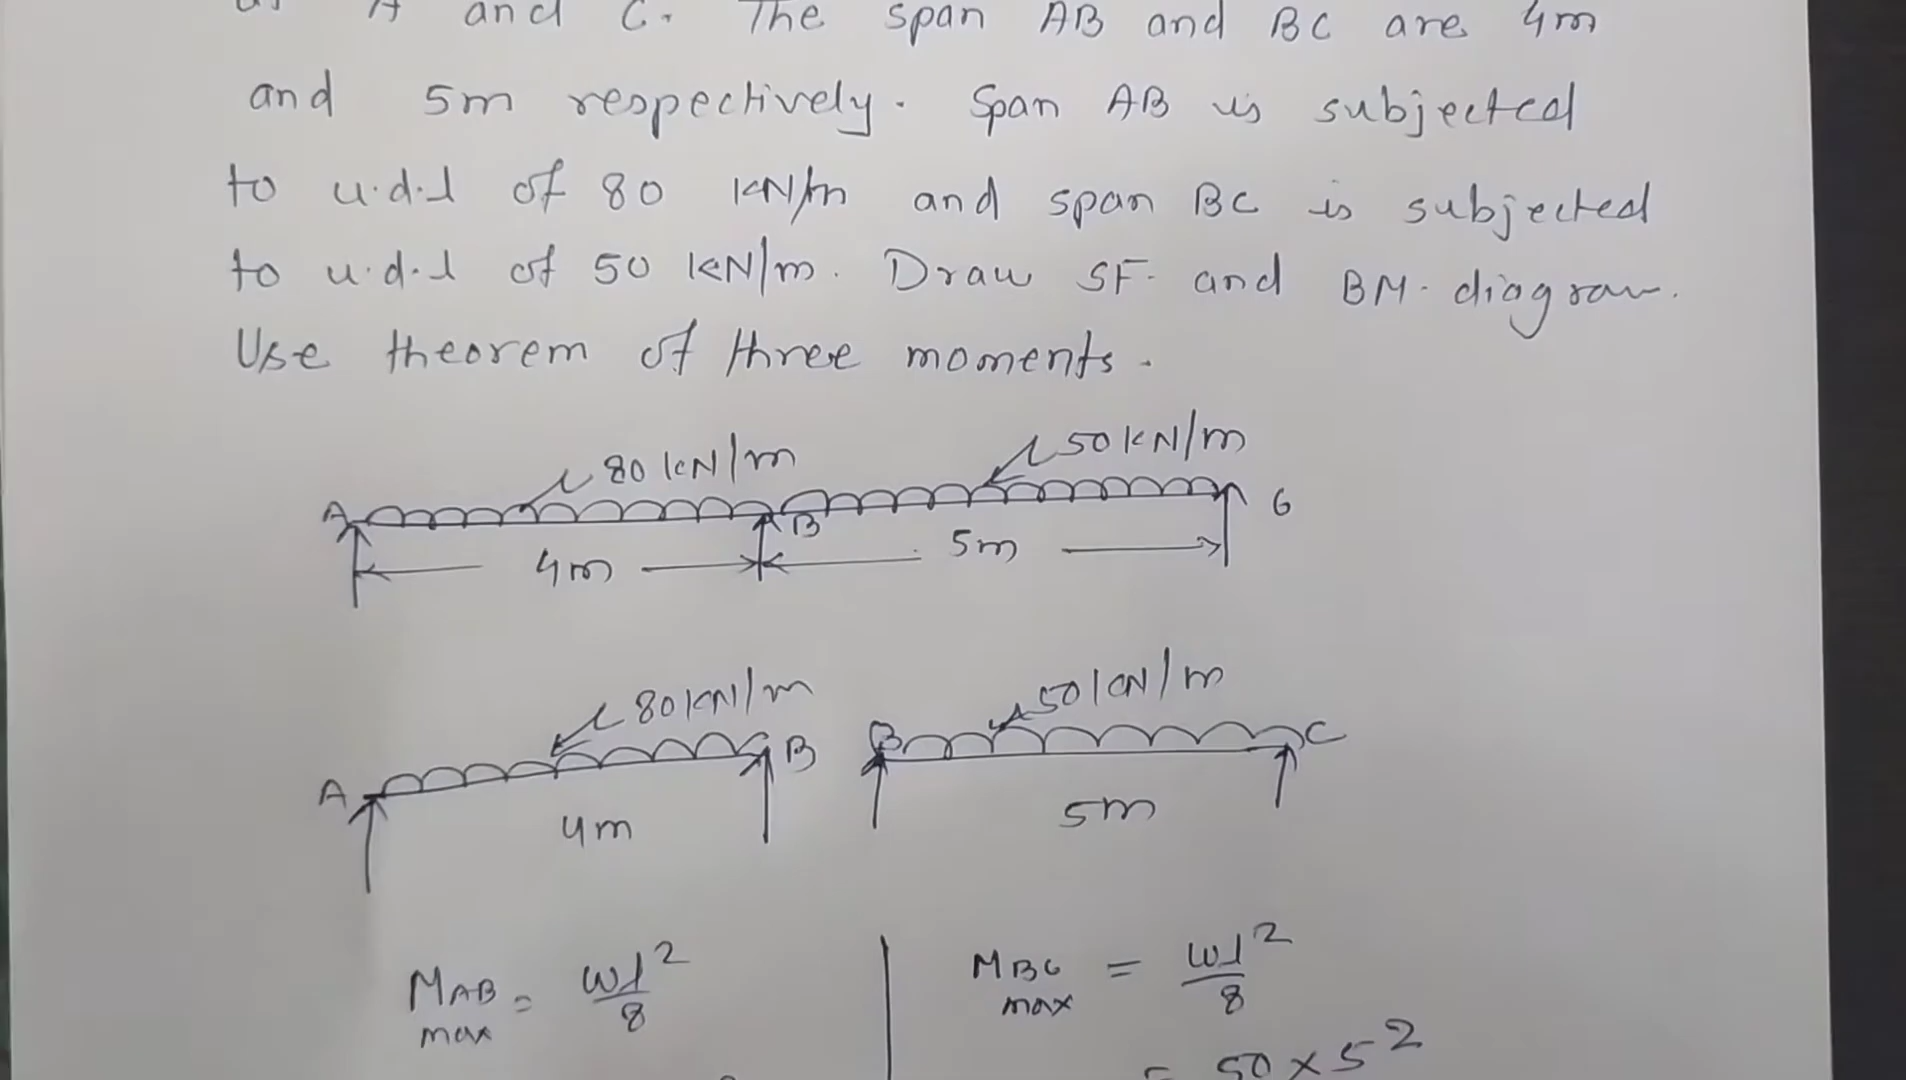 A and C. The span AB and BC are 4m
and 5m respectively. Span AB is subjected
to u.d.l of 80 kN/m and span BC is subjected
to u.d.l of 50 kN/m. Draw SF. and BM. diagram.
Use theorem of three moments.
80 kN/m
50 kN/m
A
B
C
4m
5m
80 kN/m
50 kN/m
A
B
B
C
4m
5m
MAB max = wl²/8
MBC max = wl²/8
= 50 × 5²